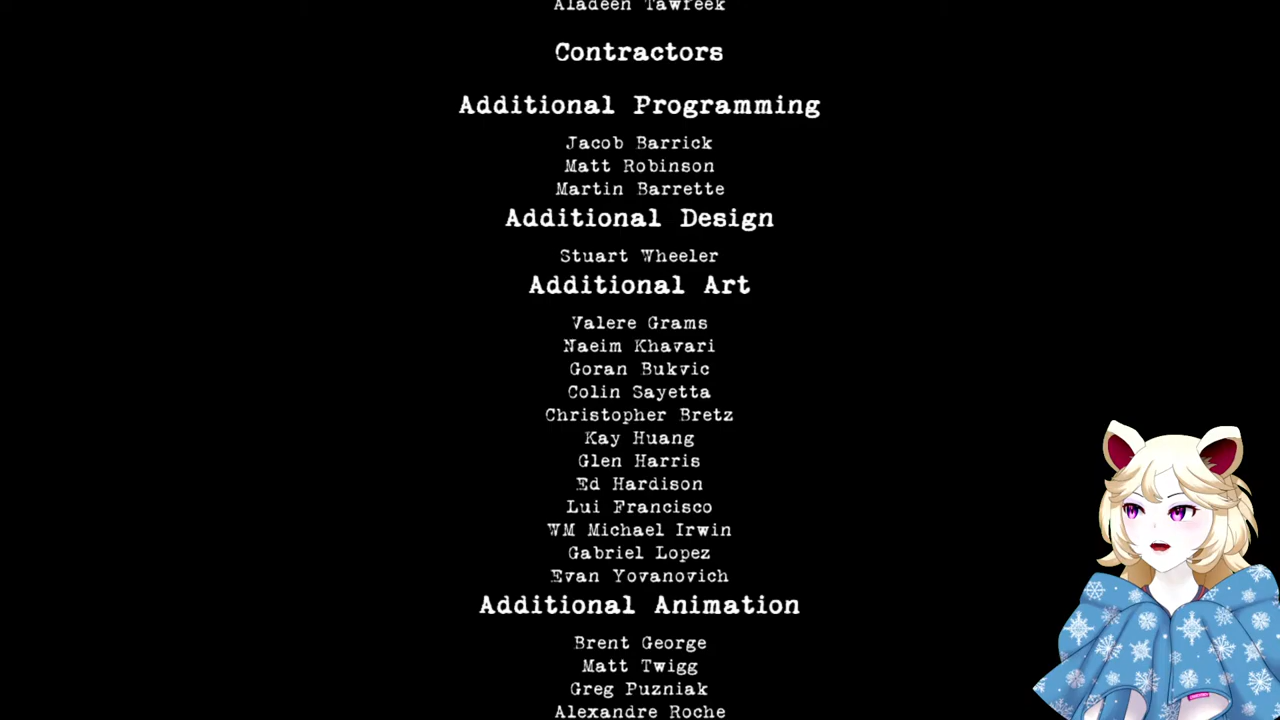 Aladeen Tawfeek
Contractors
Additional Programming
Jacob Barrick
Matt Robinson
Martin Barrette
Additional Design
Stuart Wheeler
Additional Art
Valere Grams
Naeim Khavari
Goran Bukvic
Colin Sayetta
Christopher Bretz
Kay Huang
Glen Harris
Ed Hardison
Lui Francisco
WM Michael Irwin
Gabriel Lopez
Evan Yovanovich
Additional Animation
Brent George
Matt Twigg
Greg Puzniak
Alexandre Roche